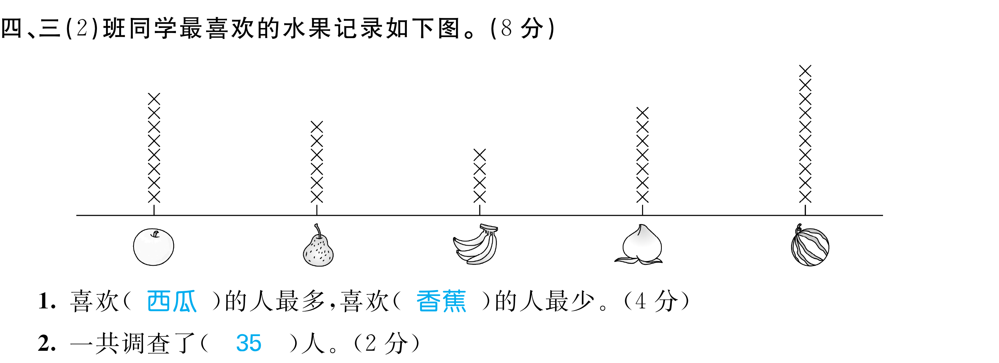 四、三(2)班同学最喜欢的水果记录如下图。(8 分)
1. 喜欢( 西瓜 )的人最多,喜欢( 香蕉 )的人最少。(4 分)
2. 一共调查了( 35 )人。(2 分)